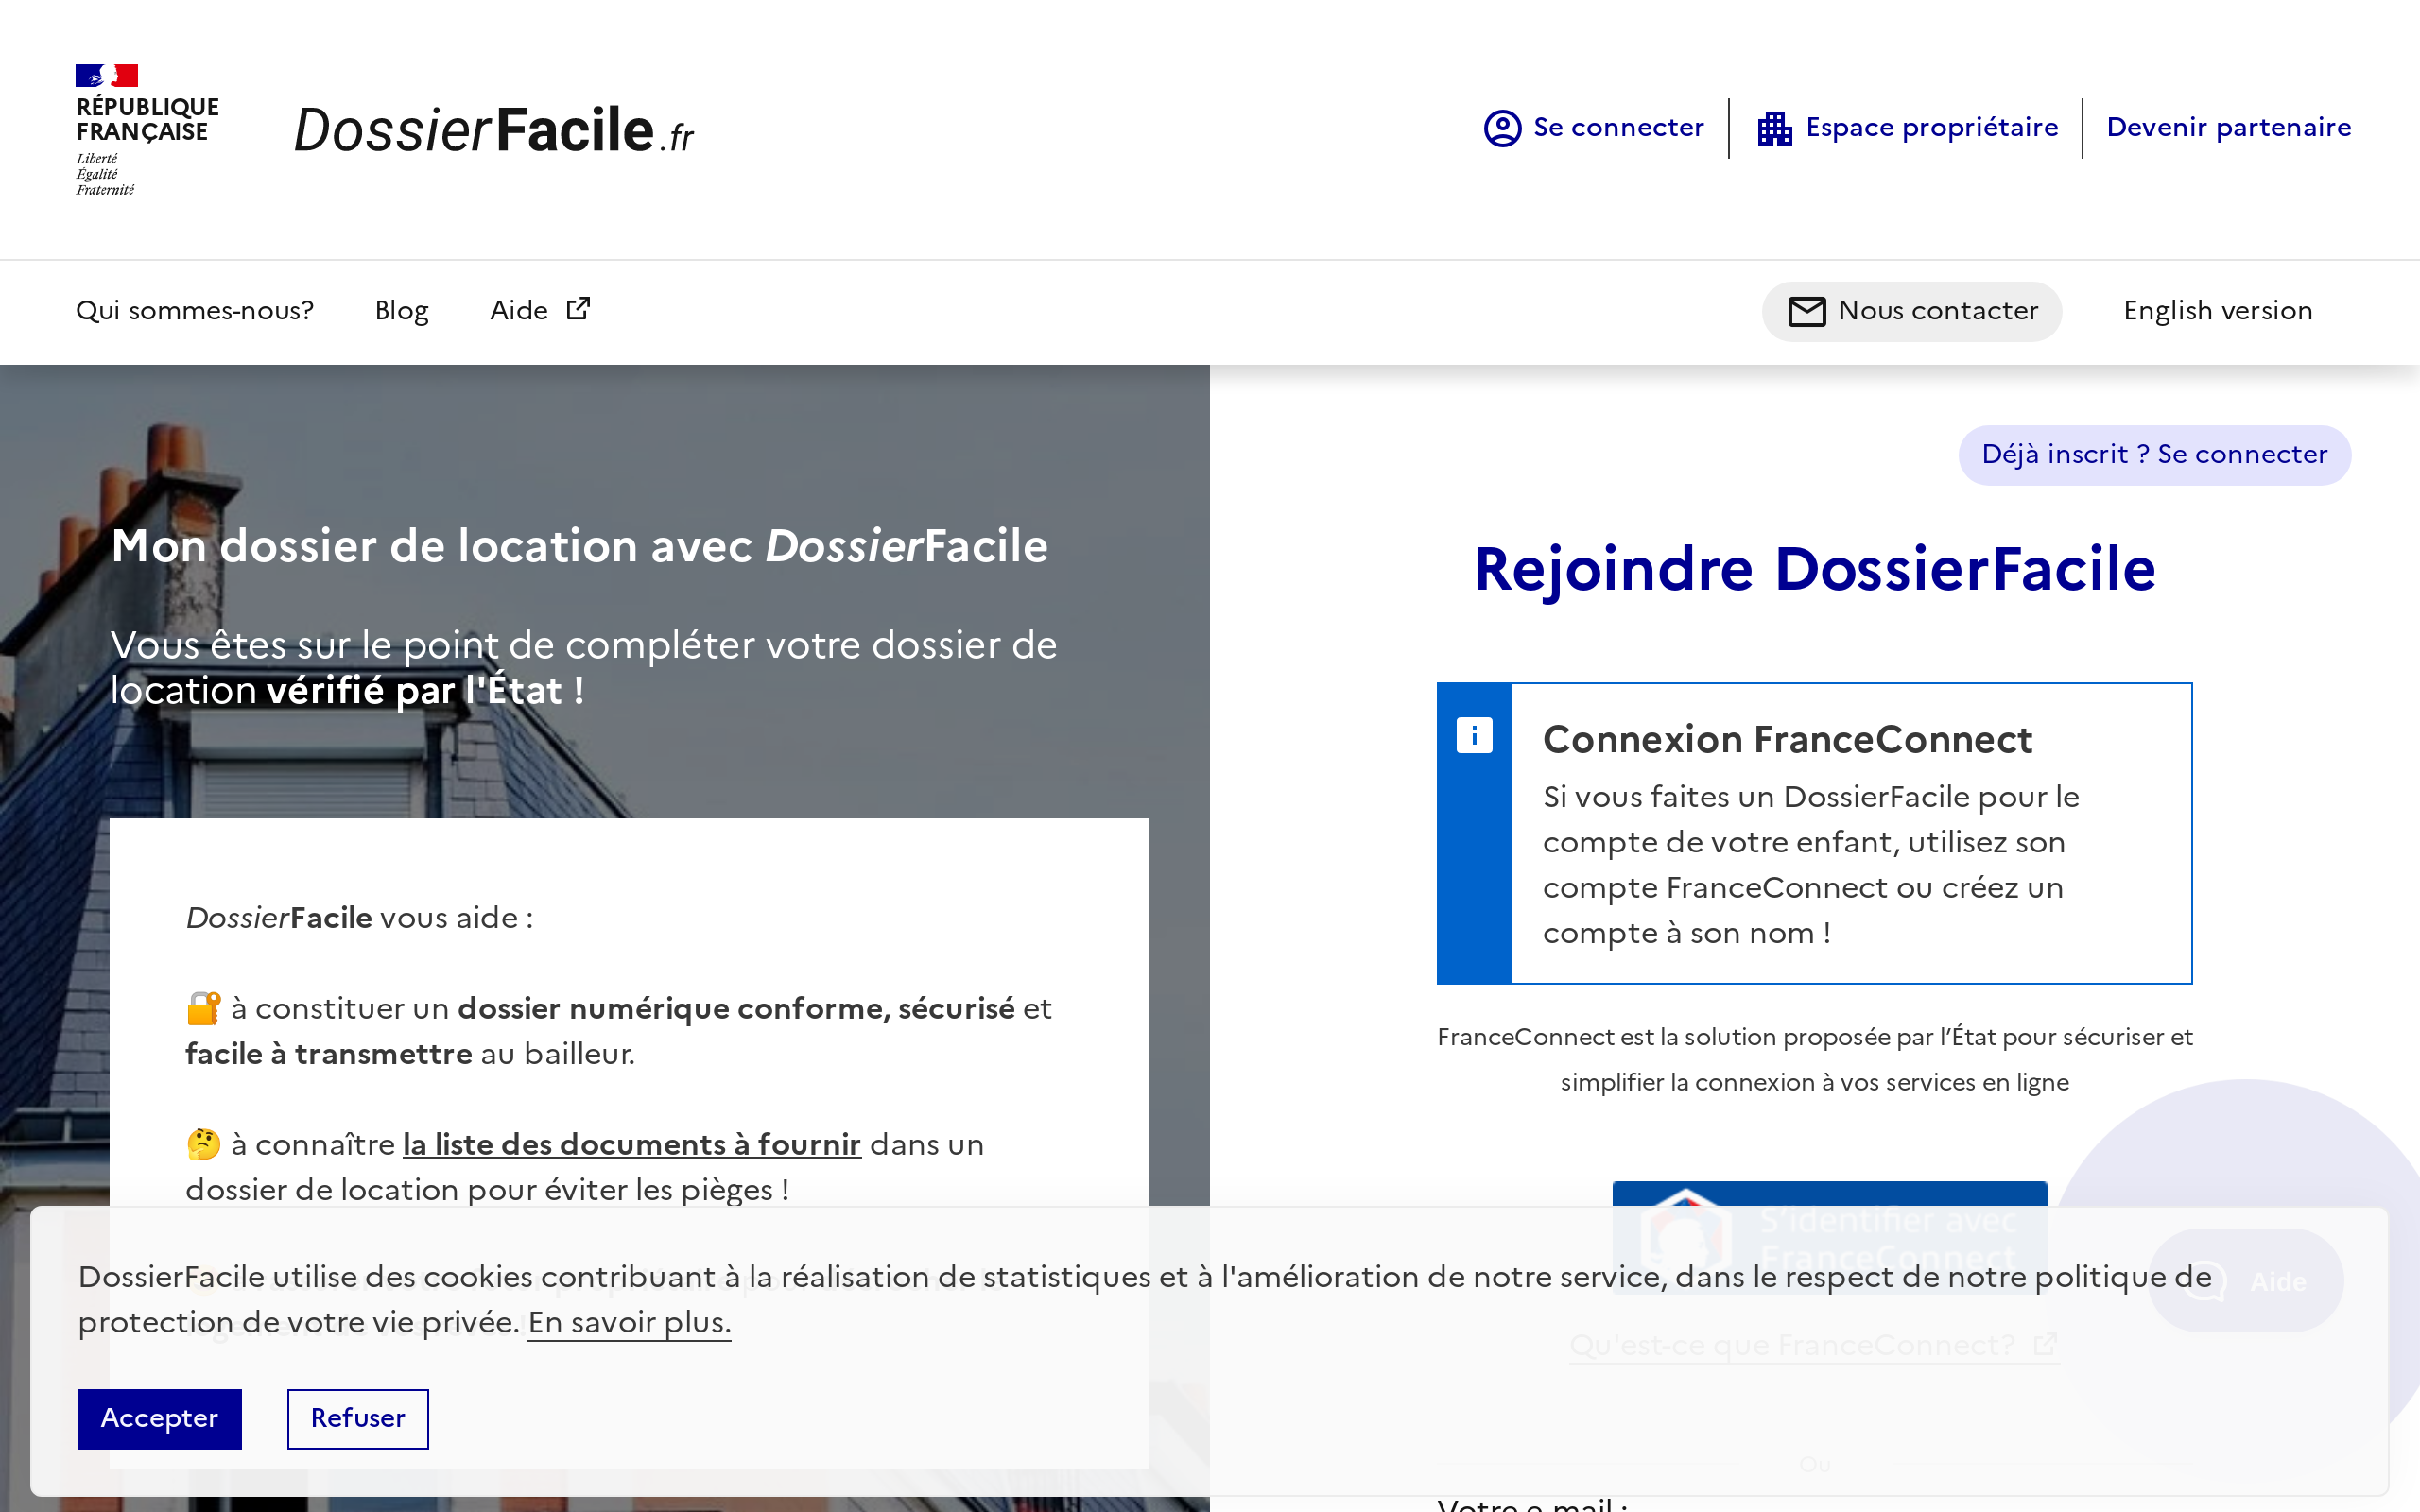 RÉPUBLIQUE
FRANÇAISE
Liberté
Égalité
Fraternité
DossierFacile.fr
Se connecter
Espace propriétaire
Devenir partenaire
Qui sommes-nous?
Blog
Aide
Nous contacter
English version
Mon dossier de location avec DossierFacile
Vous êtes sur le point de compléter votre dossier de
location vérifié par l'État !
DossierFacile vous aide :
🔐 à constituer un dossier numérique conforme, sécurisé et
facile à transmettre au bailleur.
🤔 à connaître la liste des documents à fournir dans un
dossier de location pour éviter les pièges !
Déjà inscrit ? Se connecter
Rejoindre DossierFacile
Connexion FranceConnect
Si vous faites un DossierFacile pour le
compte de votre enfant, utilisez son
compte FranceConnect ou créez un
compte à son nom !
FranceConnect est la solution proposée par l’État pour sécuriser et
simplifier la connexion à vos services en ligne
S’identifier avec
FranceConnect
Aide
Qu'est-ce que FranceConnect?
Ou
Votre e-mail :
DossierFacile utilise des cookies contribuant à la réalisation de statistiques et à l'amélioration de notre service, dans le respect de notre politique de
protection de votre vie privée. En savoir plus.
Accepter
Refuser